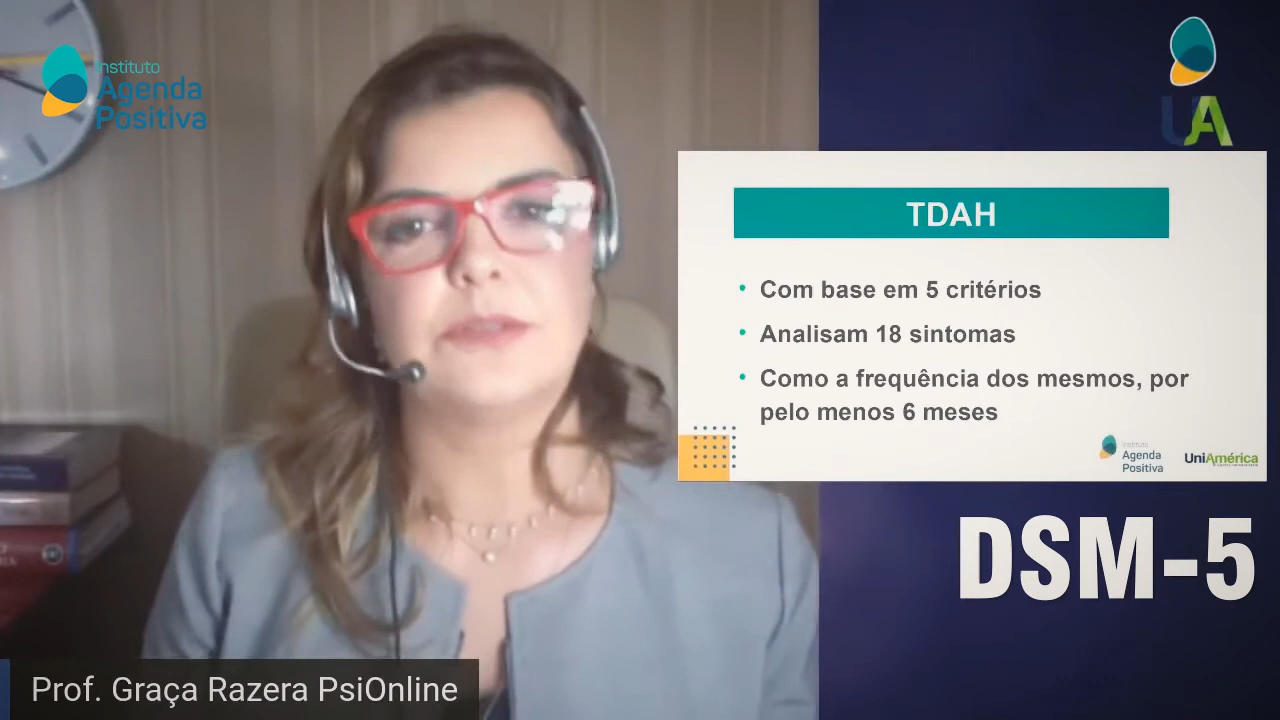 Instituto
Agenda
Positiva
UA
TDAH
• Com base em 5 critérios
• Analisam 18 sintomas
• Como a frequência dos mesmos, por
pelo menos 6 meses
Instituto
Agenda
Positiva
UniAmérica
DSM-5
Prof. Graça Razera PsiOnline